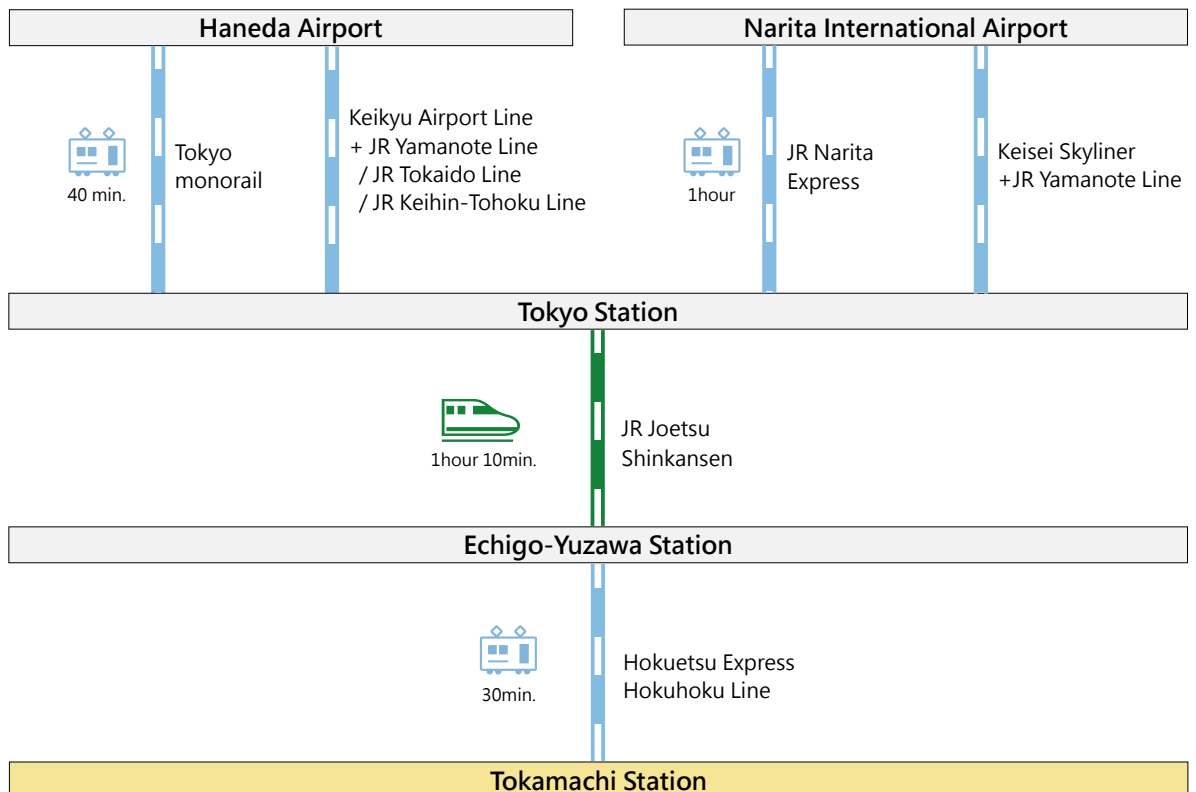 Haneda Airport
Narita International Airport
40 min.
Tokyo
monorail
Keikyu Airport Line
+ JR Yamanote Line
/ JR Tokaido Line
/ JR Keihin-Tohoku Line
1hour
JR Narita
Express
Keisei Skyliner
+JR Yamanote Line
Tokyo Station
1hour 10min.
JR Joetsu
Shinkansen
Echigo-Yuzawa Station
30min.
Hokuetsu Express
Hokuhoku Line
Tokamachi Station